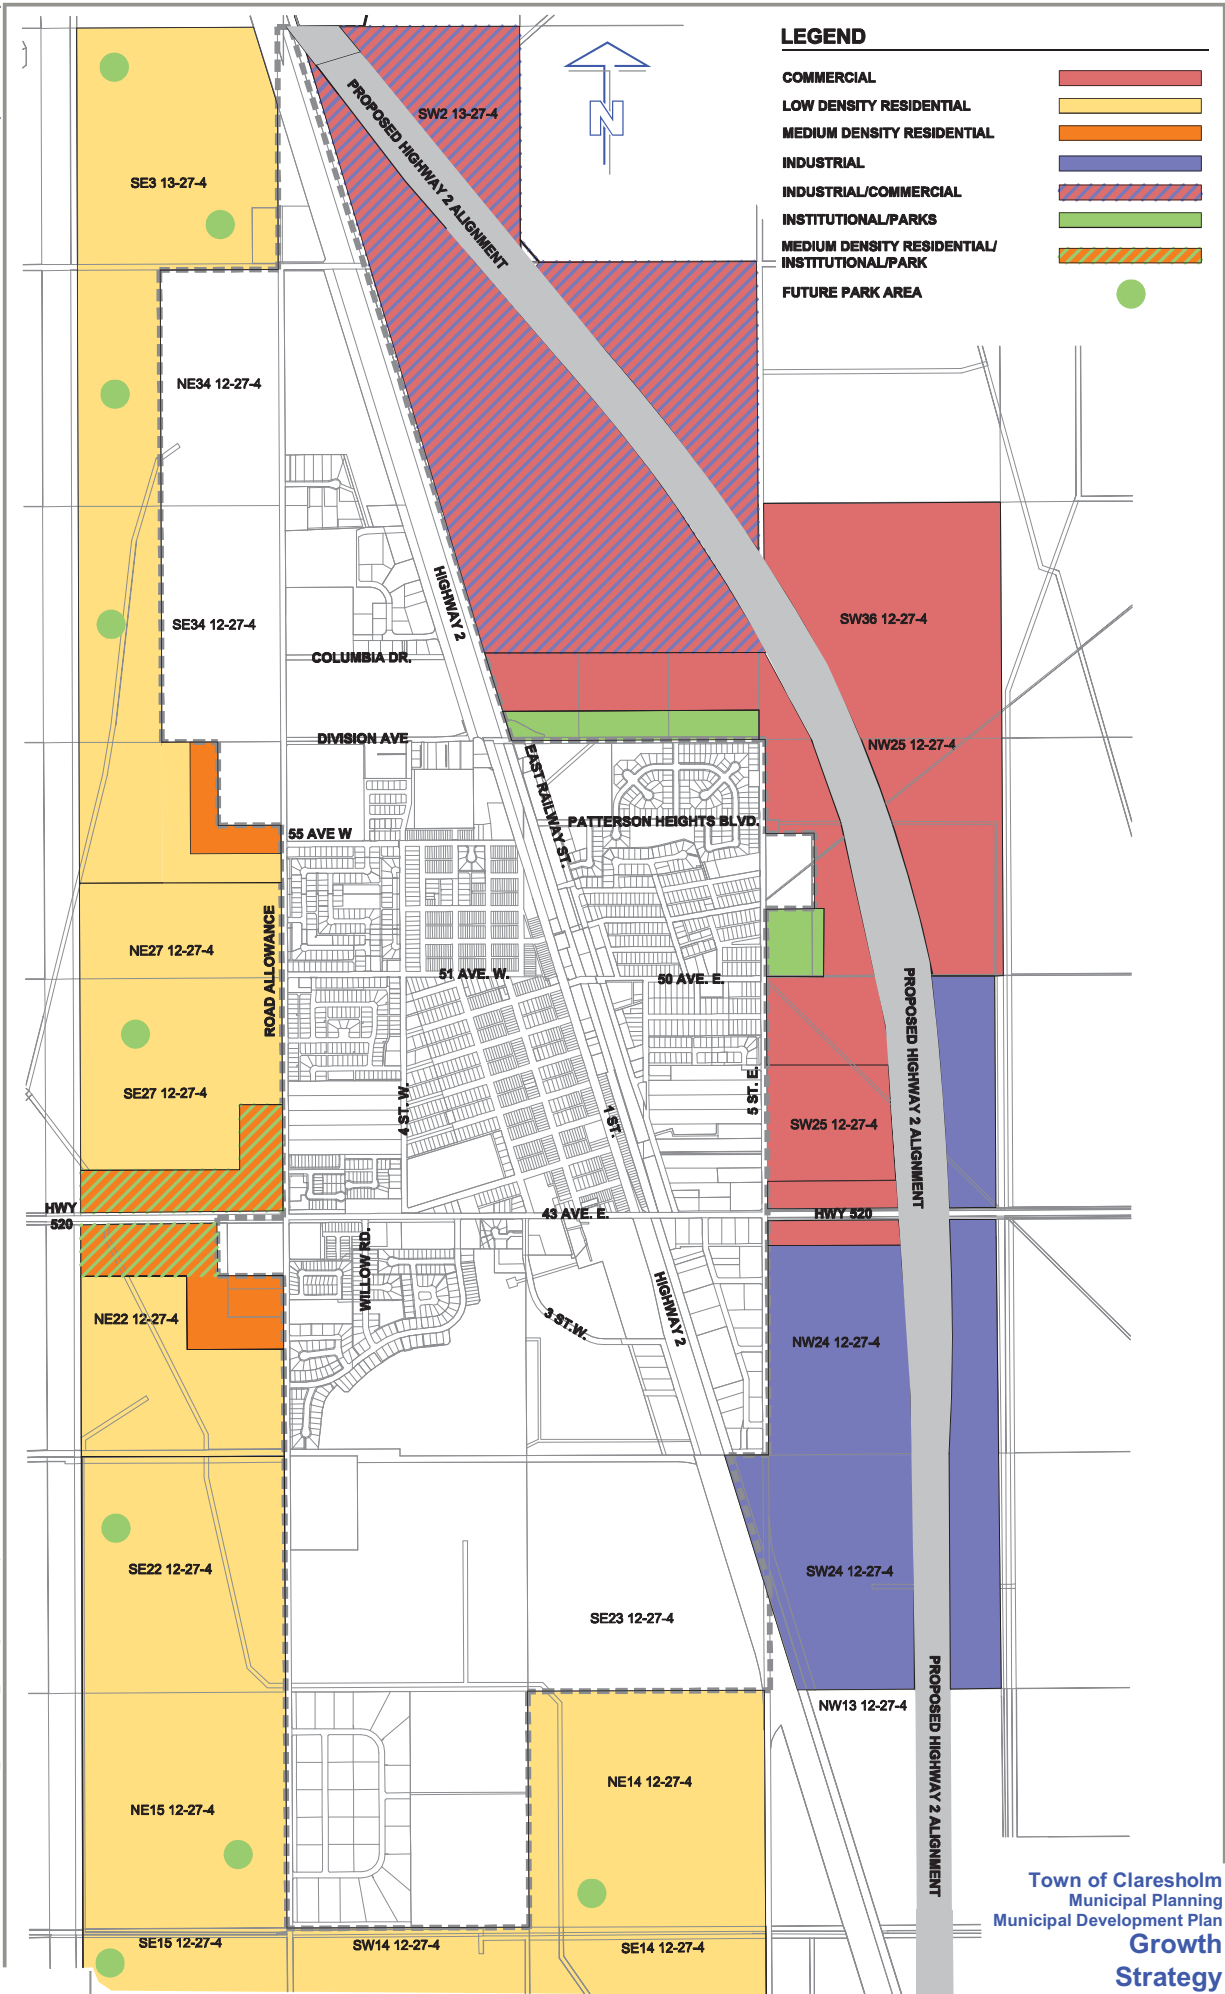 LEGEND
COMMERCIAL
LOW DENSITY RESIDENTIAL
MEDIUM DENSITY RESIDENTIAL
INDUSTRIAL
INDUSTRIAL/COMMERCIAL
INSTITUTIONAL/PARKS
MEDIUM DENSITY RESIDENTIAL/
INSTITUTIONAL/PARK
FUTURE PARK AREA
N
SW2 13-27-4
PROPOSED HIGHWAY 2 ALIGNMENT
SE3 13-27-4
NE34 12-27-4
SE34 12-27-4
HIGHWAY 2
SW36 12-27-4
COLUMBIA DR.
DIVISION AVE
NW25 12-27-4
EAST RAILWAY ST.
PATTERSON HEIGHTS BLVD.
55 AVE W
ROAD ALLOWANCE
NE27 12-27-4
51 AVE. W.
50 AVE. E.
PROPOSED HIGHWAY 2 ALIGNMENT
SE27 12-27-4
4 ST. W.
1 ST.
5 ST. E.
SW25 12-27-4
HWY
520
43 AVE. E.
HWY 520
WILLOW RD.
HIGHWAY 2
3 ST.W.
NE22 12-27-4
NW24 12-27-4
SE22 12-27-4
SW24 12-27-4
SE23 12-27-4
NW13 12-27-4
PROPOSED HIGHWAY 2 ALIGNMENT
NE14 12-27-4
NE15 12-27-4
SE15 12-27-4
SW14 12-27-4
SE14 12-27-4
Town of Claresholm
Municipal Planning
Municipal Development Plan
Growth
Strategy